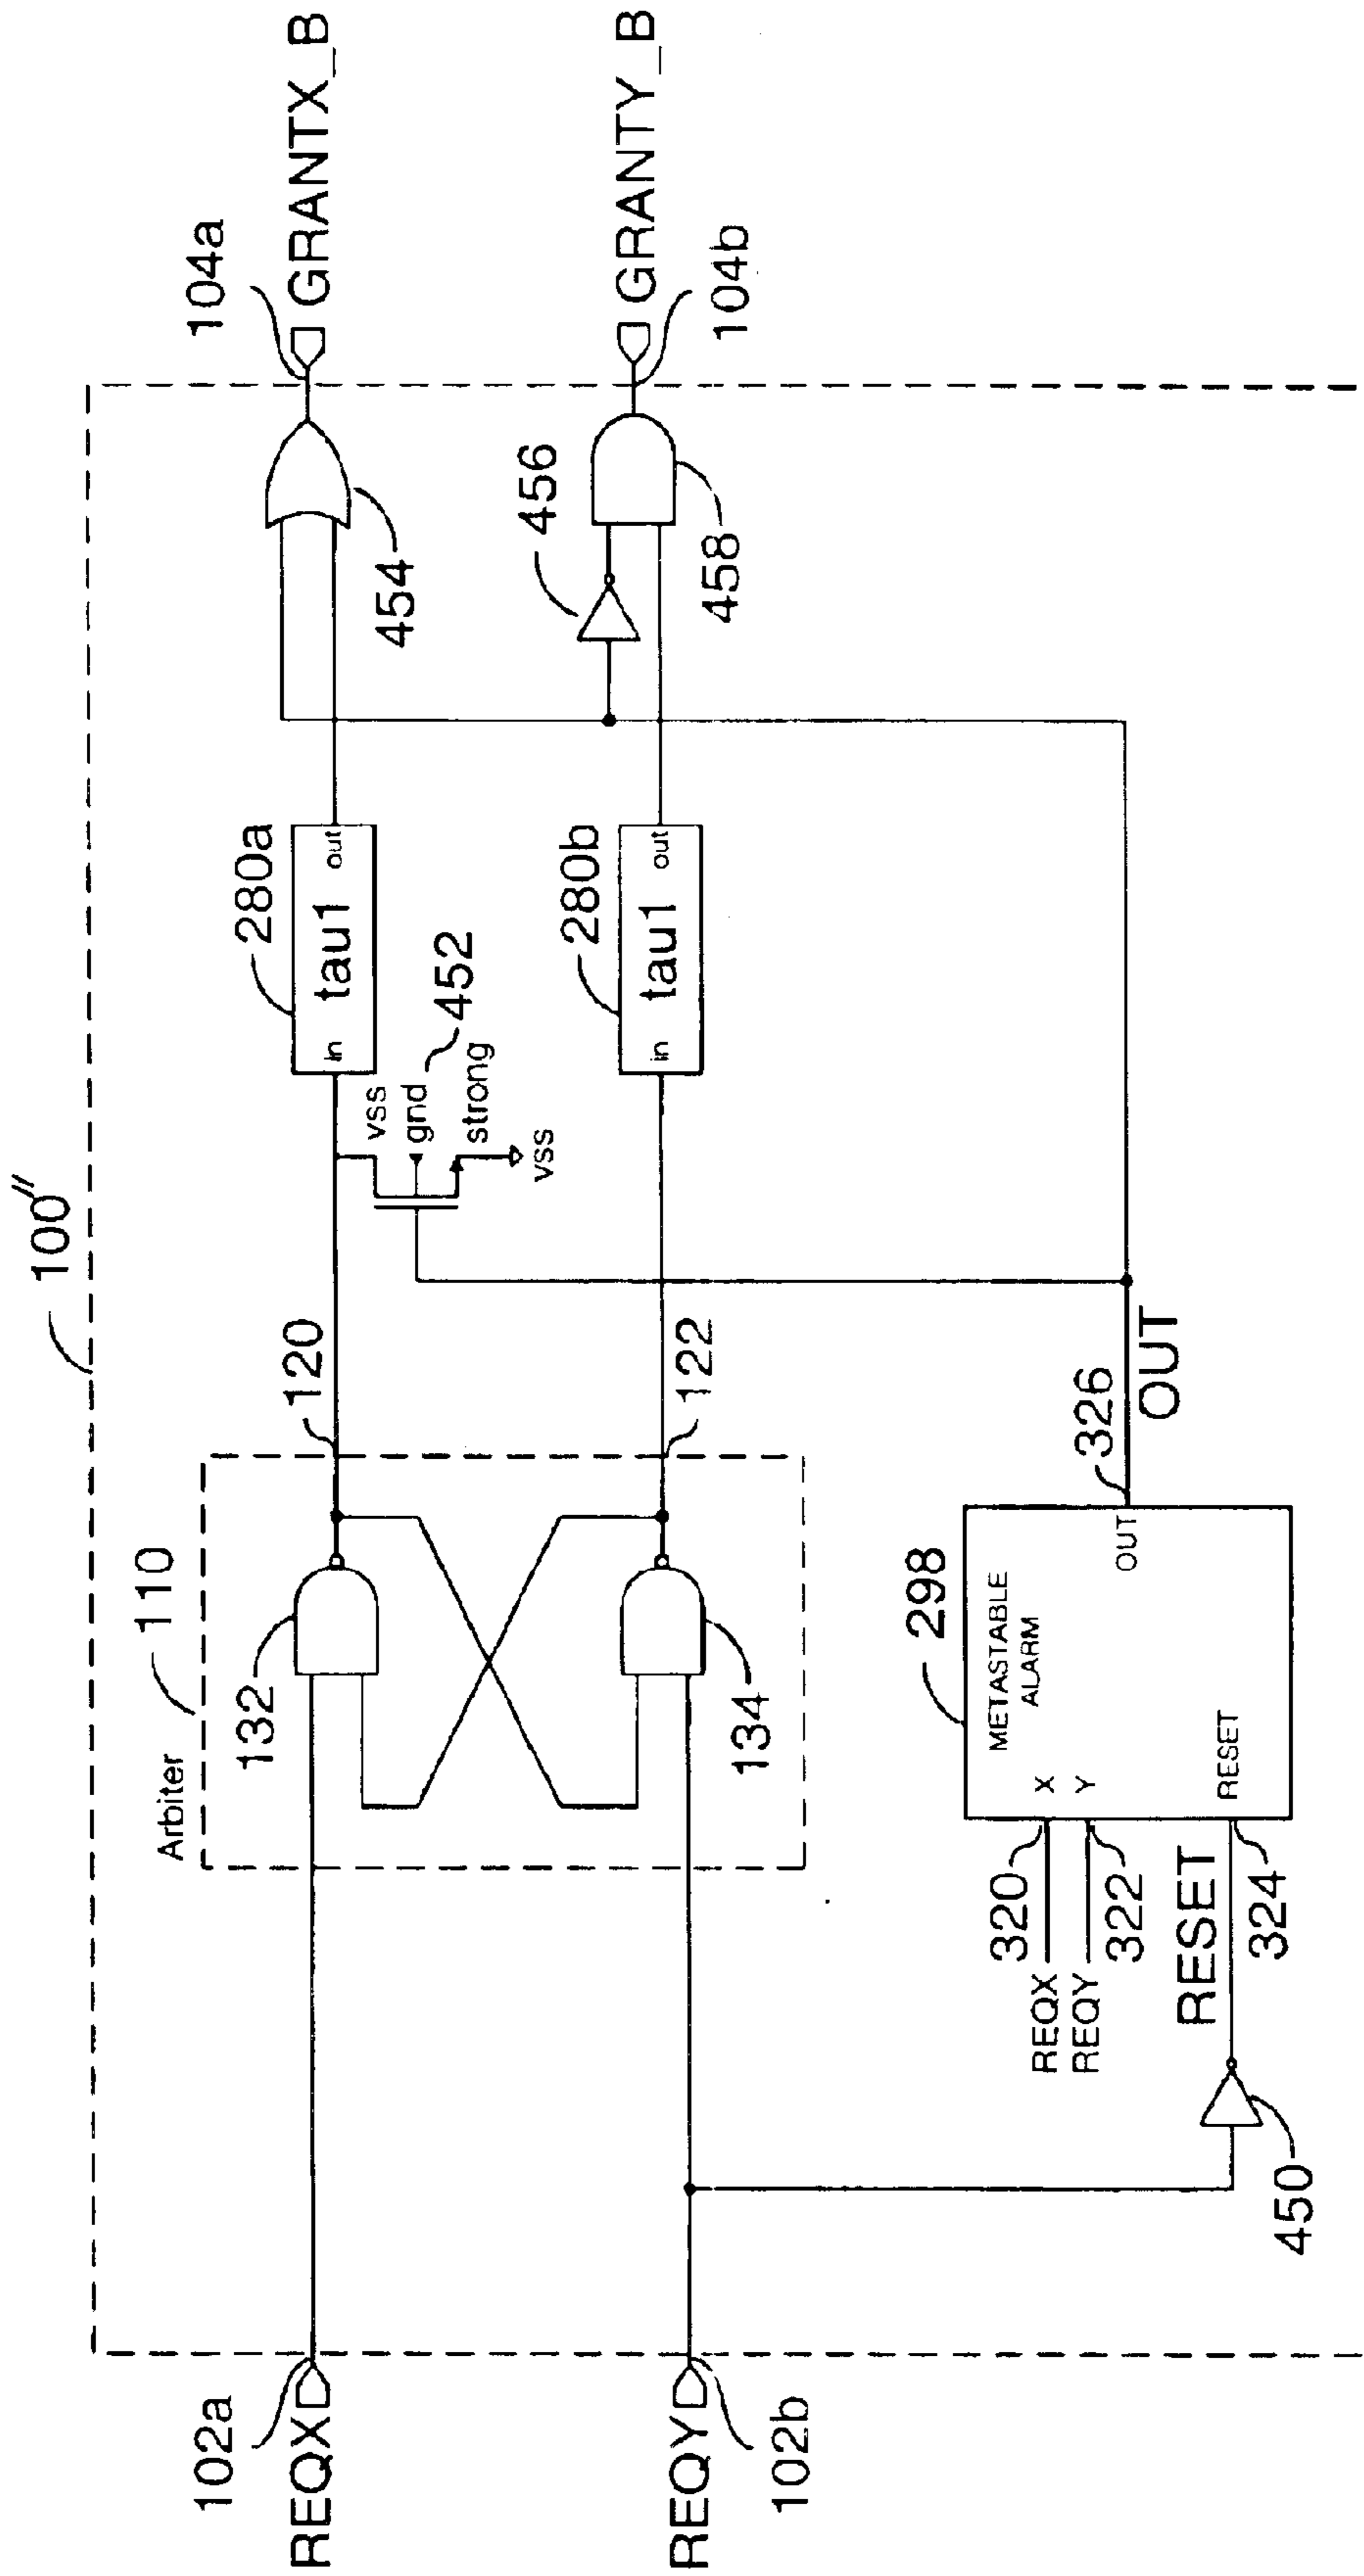 100"
102a
REQX
REQY
102b
Arbiter
110
132
134
120
122
280a
in
tau1
out
vss
gnd
452
strong
vss
280b
in
tau1
out
454
456
458
104a
GRANTX_B
GRANTY_B
104b
REQX
320
REQY
322
RESET
324
450
298
METASTABLE
ALARM
X
Y
RESET
OUT
326
OUT